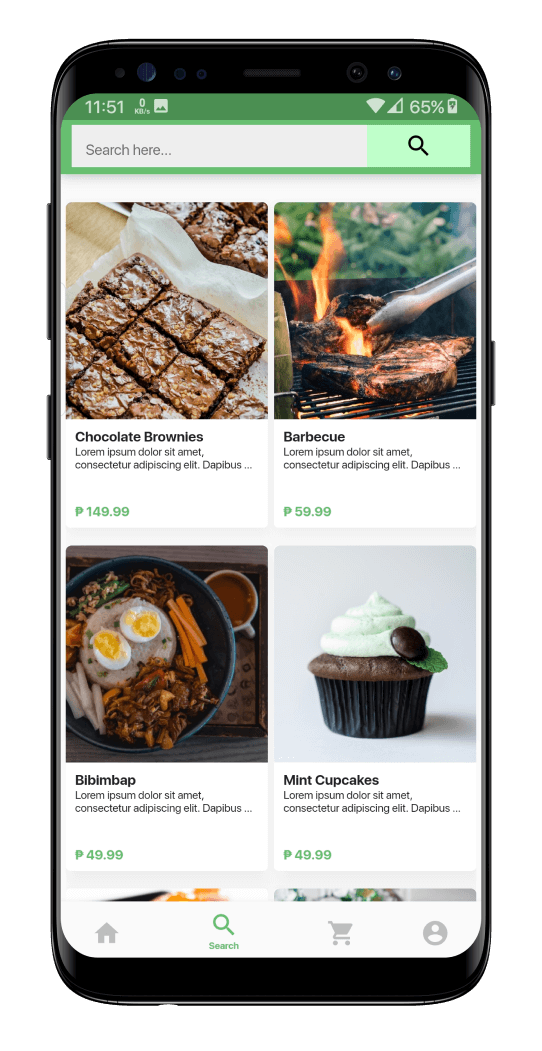 11:51 0 KB/s 65%
Search here...
Chocolate Brownies
Lorem ipsum dolor sit amet,
consectetur adipiscing elit. Dapibus ...
₱ 149.99
Barbecue
Lorem ipsum dolor sit amet,
consectetur adipiscing elit. Dapibus ...
₱ 59.99
Bibimbap
Lorem ipsum dolor sit amet,
consectetur adipiscing elit. Dapibus ...
₱ 49.99
Mint Cupcakes
Lorem ipsum dolor sit amet,
consectetur adipiscing elit. Dapibus ...
₱ 49.99
Search